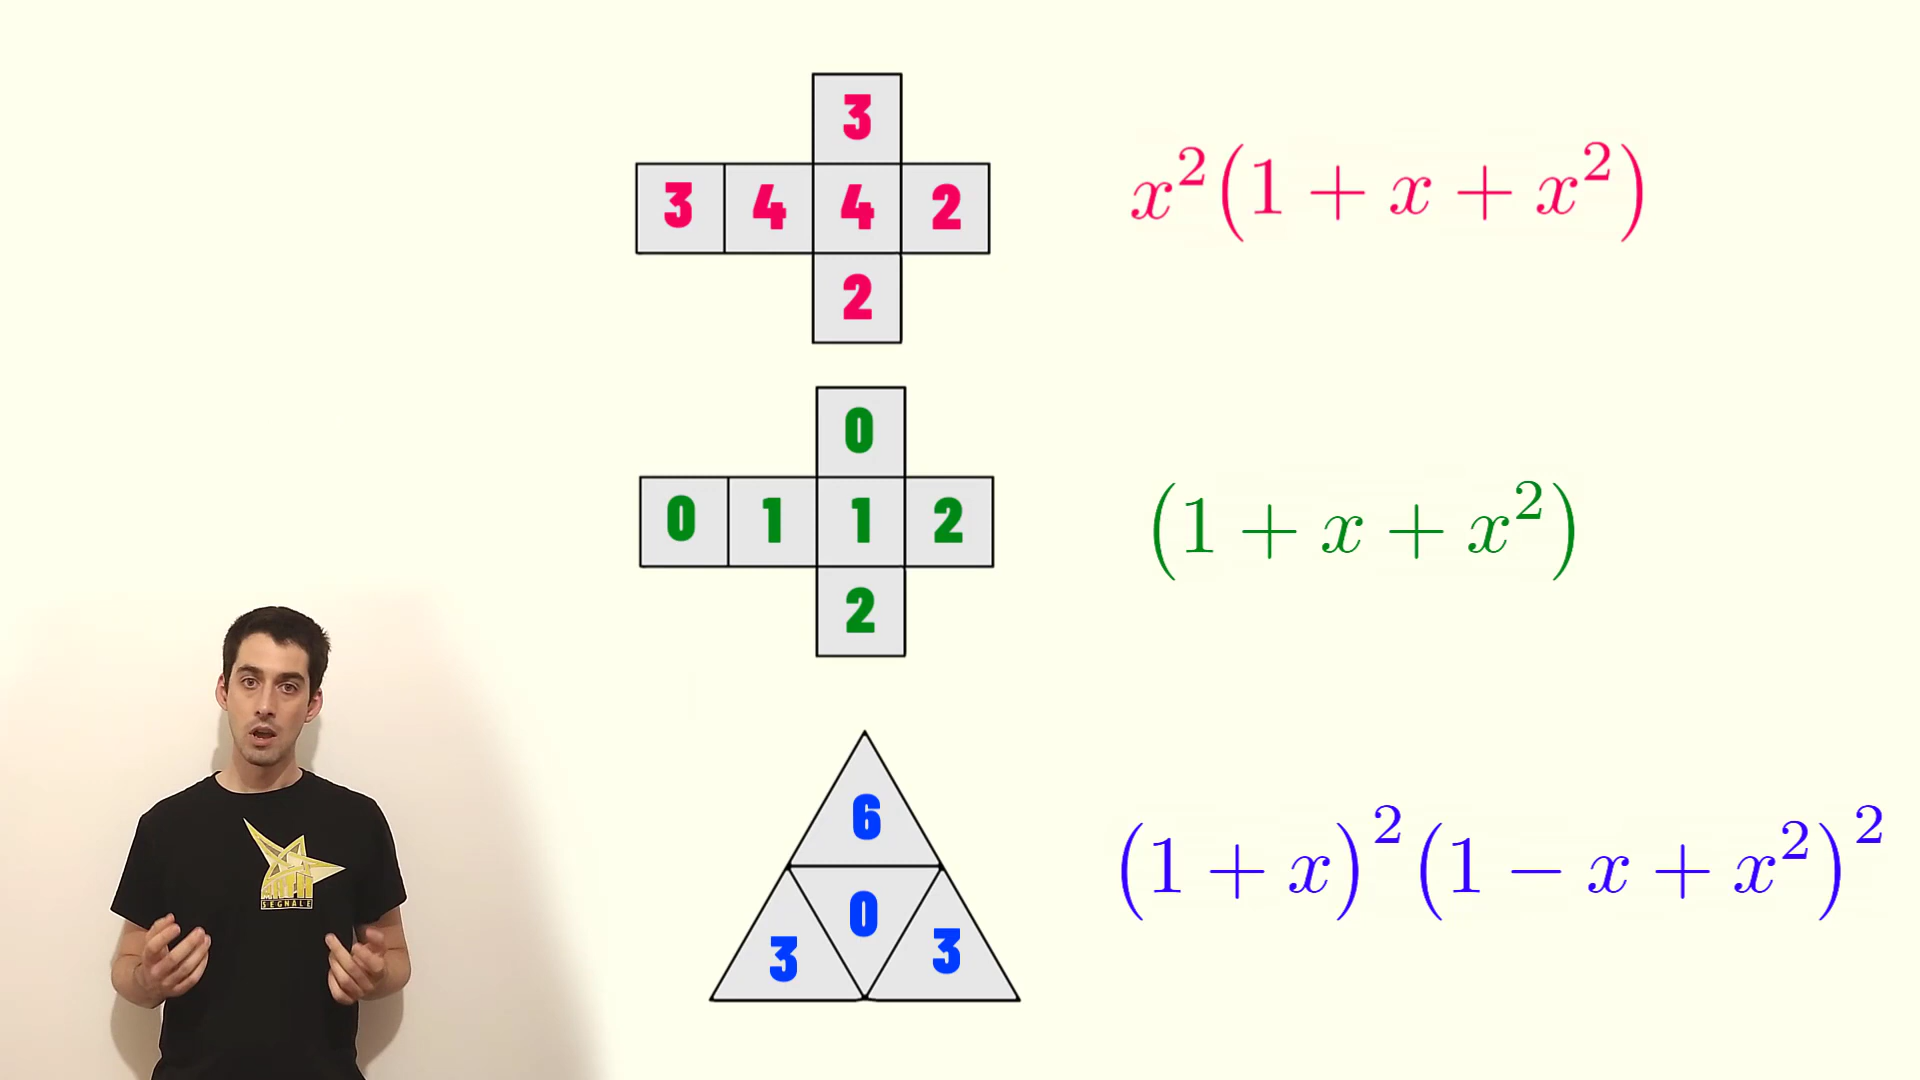 3
3 4 4 2
2
x²(1 + x + x²)
0
0 1 1 2
2
(1 + x + x²)
6
3 0 3
(1 + x)²(1 − x + x²)²
SEGNALE